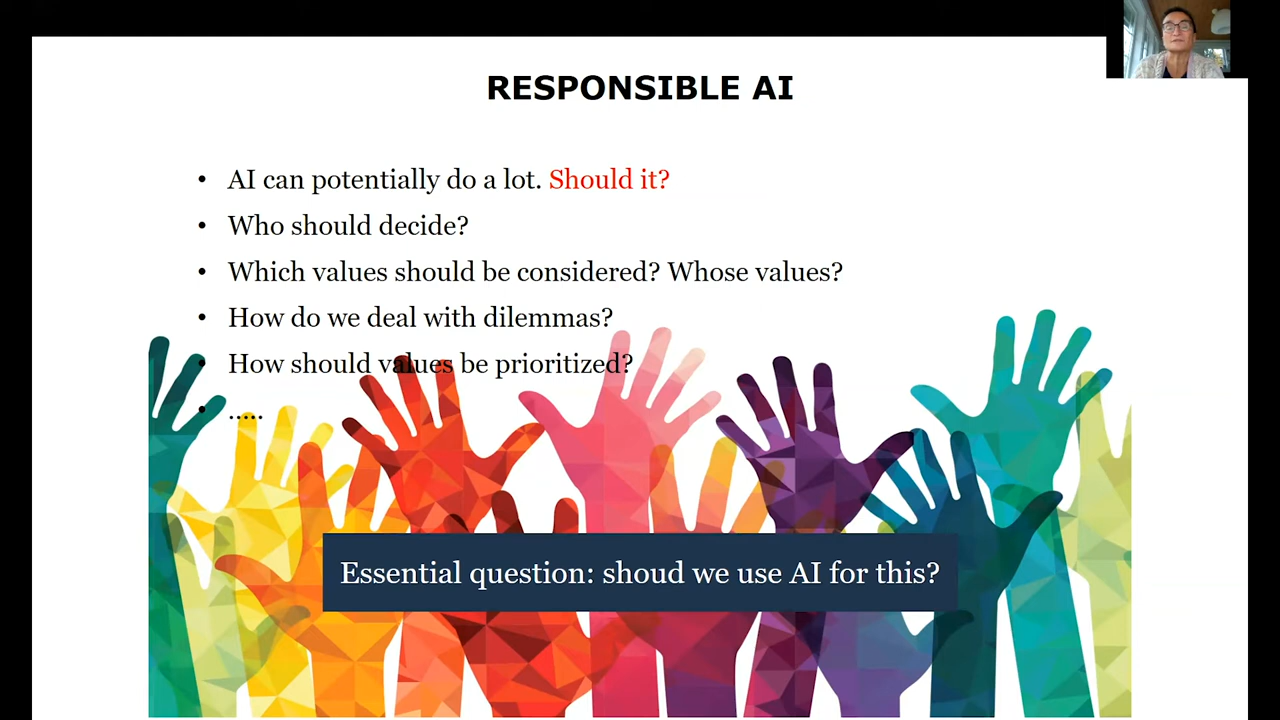 RESPONSIBLE AI
• AI can potentially do a lot. Should it?
• Who should decide?
• Which values should be considered? Whose values?
• How do we deal with dilemmas?
• How should values be prioritized?
• .....
Essential question: shoud we use AI for this?